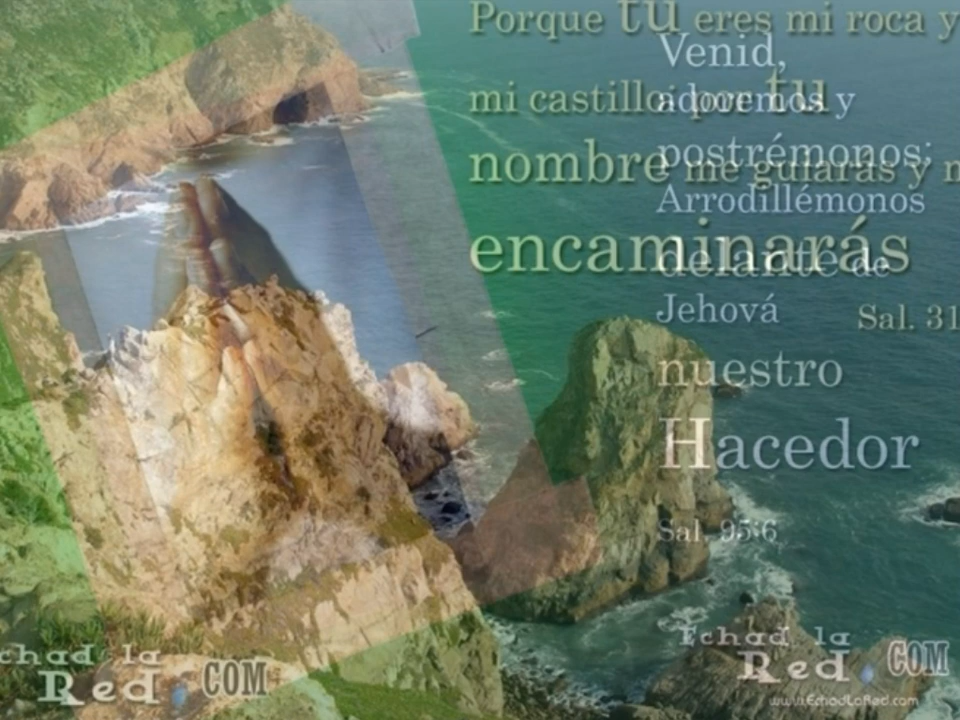 Porque tu eres mi roca y
mi castillo por tu
nombre me guiarás y
encaminarás
Sal. 31
Venid,
adoremos y
postrémonos;
Arrodillémonos
delante de
Jehová
nuestro
Hacedor
Sal. 95:6
Echad la
Red .COM
www.EchadLaRed.com
Echad la
Red .COM